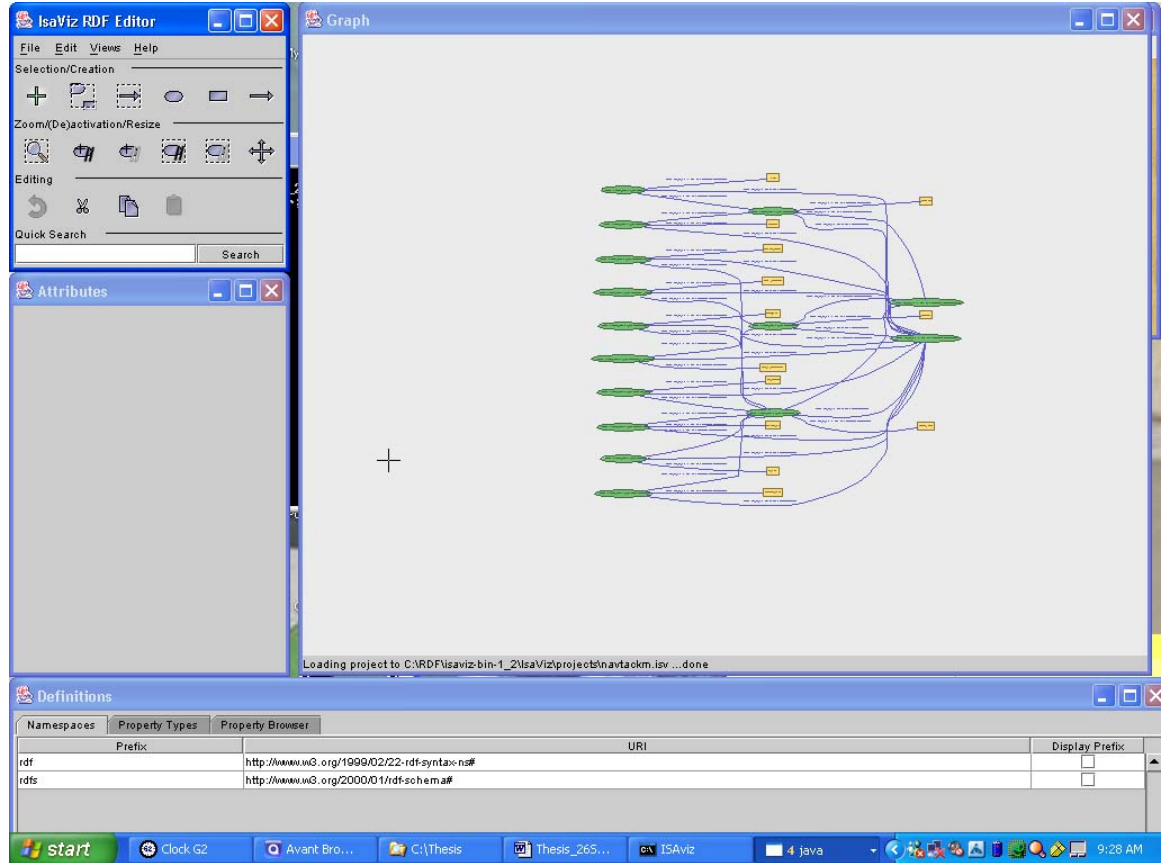 IsaViz RDF Editor
File Edit Views Help
Selection/Creation
Zoom/(De)activation/Resize
Editing
Quick Search
Search
Attributes
Graph
Loading project to C:\RDF\isaviz-bin-1_2\IsaViz\projects\navtackm.isv ...done
Definitions
Namespaces Property Types Property Browser
Prefix URI Display Prefix
rdf http://www.w3.org/1999/02/22-rdf-syntax-ns#
rdfs http://www.w3.org/2000/01/rdf-schema#
start Clock G2 Avant Bro... C:\Thesis Thesis_265... ISAviz 4 java 9:28 AM